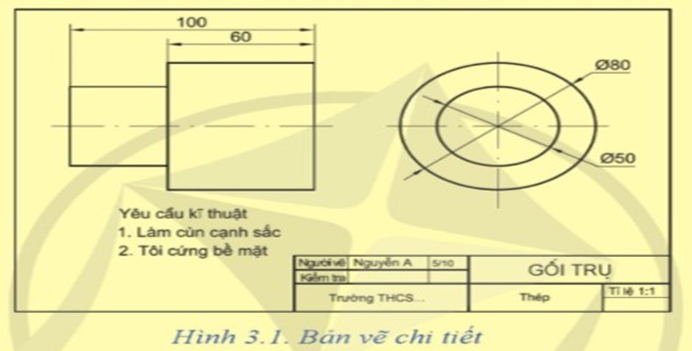 100
60
Ø80
Ø50
Yêu cầu kĩ thuật
1. Làm cùn cạnh sắc
2. Tôi cứng bề mặt
Người vẽ Nguyễn A 5/10
Kiểm tra
GỐI TRỤ
Trường THCS...
Thép
Tỉ lệ 1:1
Hình 3.1. Bản vẽ chi tiết